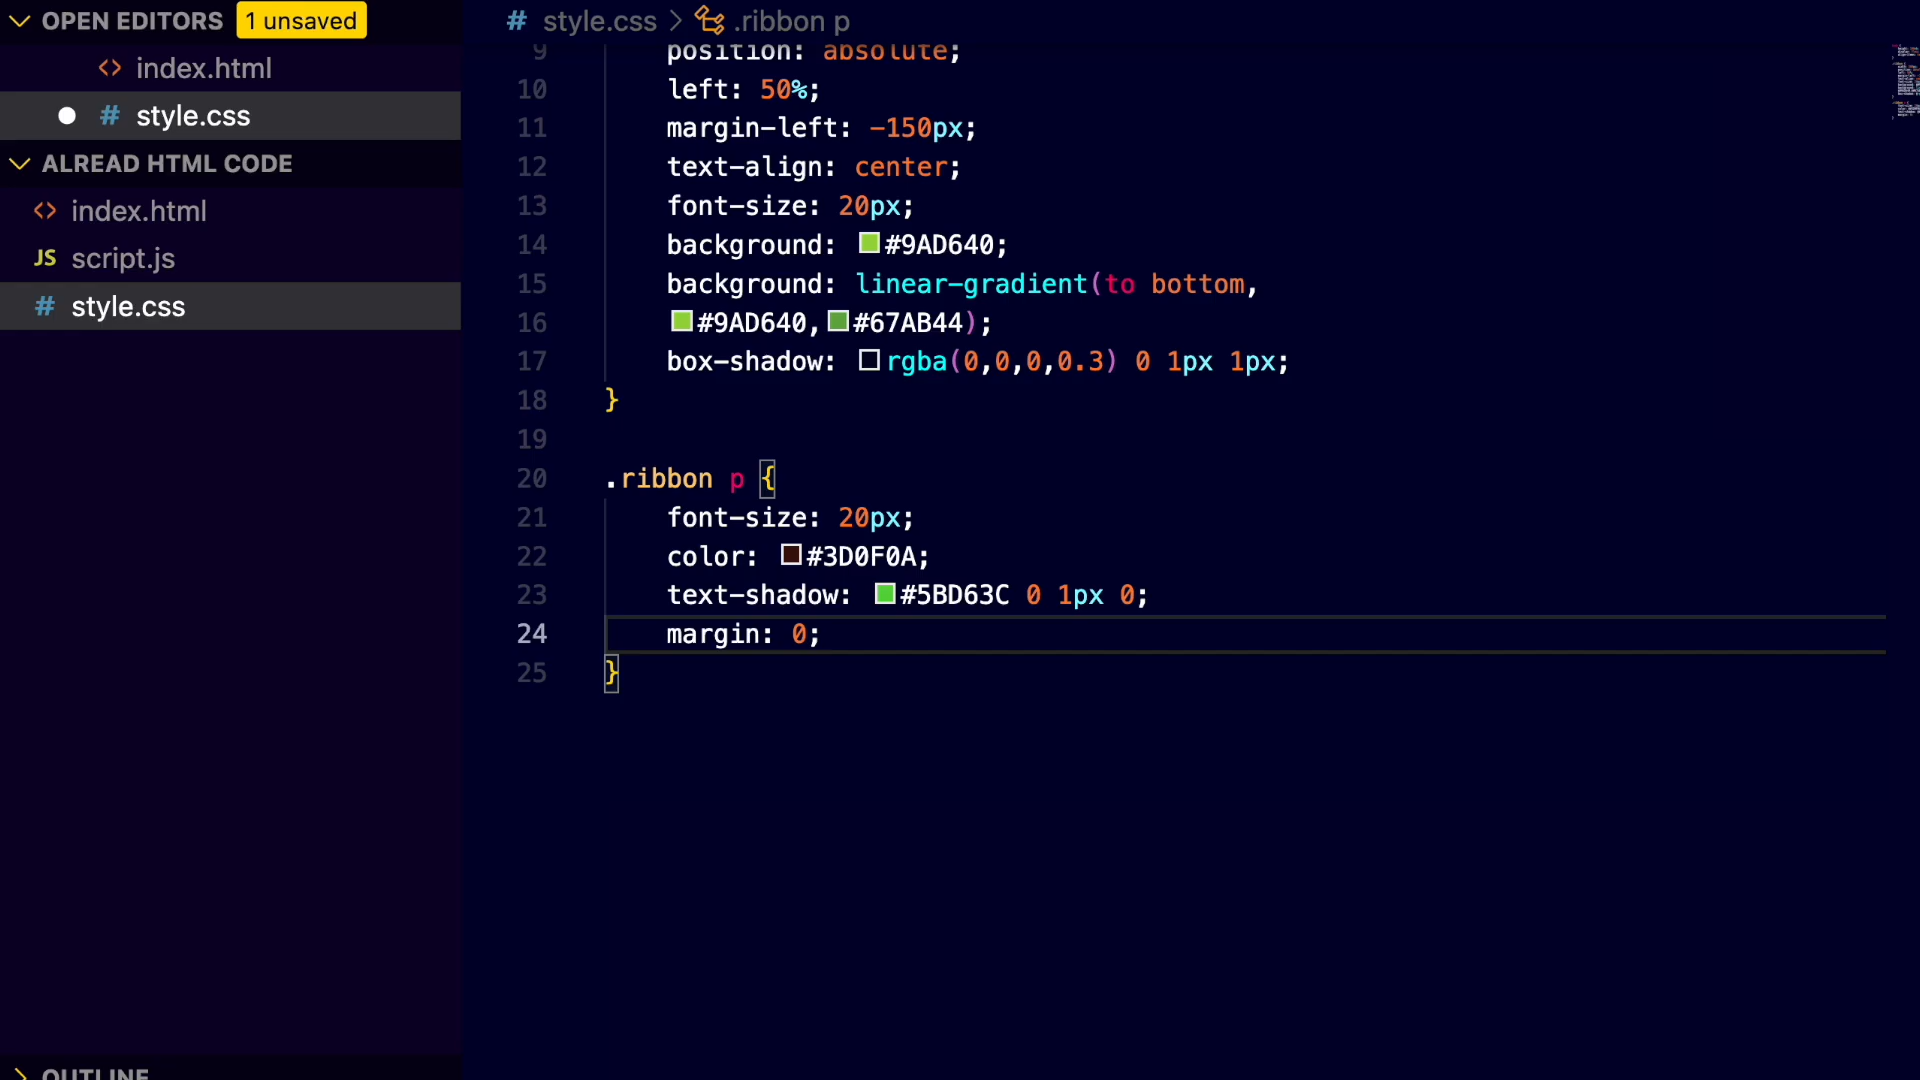 OPEN EDITORS 1 unsaved
index.html
# style.css
ALREAD HTML CODE
index.html
JS script.js
# style.css
OUTLINE
# style.css > .ribbon p
9 position: absolute;
10 left: 50%;
11 margin-left: -150px;
12 text-align: center;
13 font-size: 20px;
14 background: #9AD640;
15 background: linear-gradient(to bottom,
16 #9AD640,#67AB44);
17 box-shadow: rgba(0,0,0,0.3) 0 1px 1px;
18 }
19
20 .ribbon p {
21 font-size: 20px;
22 color: #3D0F0A;
23 text-shadow: #5BD63C 0 1px 0;
24 margin: 0;
25 }